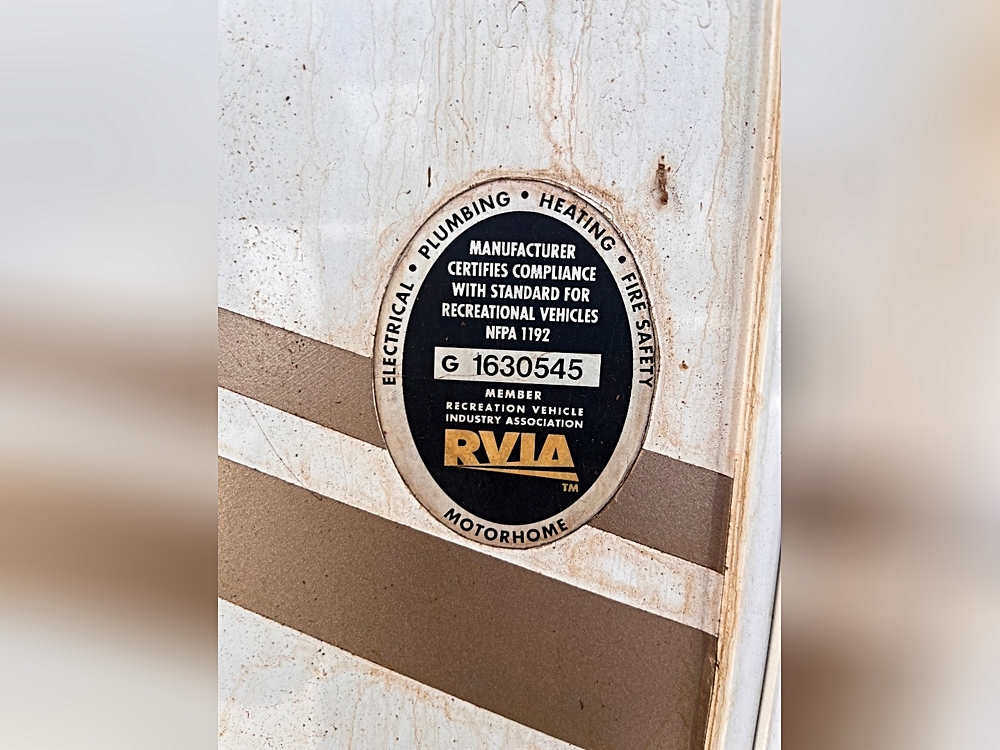 ELECTRICAL • PLUMBING • HEATING • FIRE SAFETY
MANUFACTURER
CERTIFIES COMPLIANCE
WITH STANDARD FOR
RECREATIONAL VEHICLES
NFPA 1192
G 1630545
MEMBER
RECREATION VEHICLE
INDUSTRY ASSOCIATION
RVIA
TM
MOTORHOME